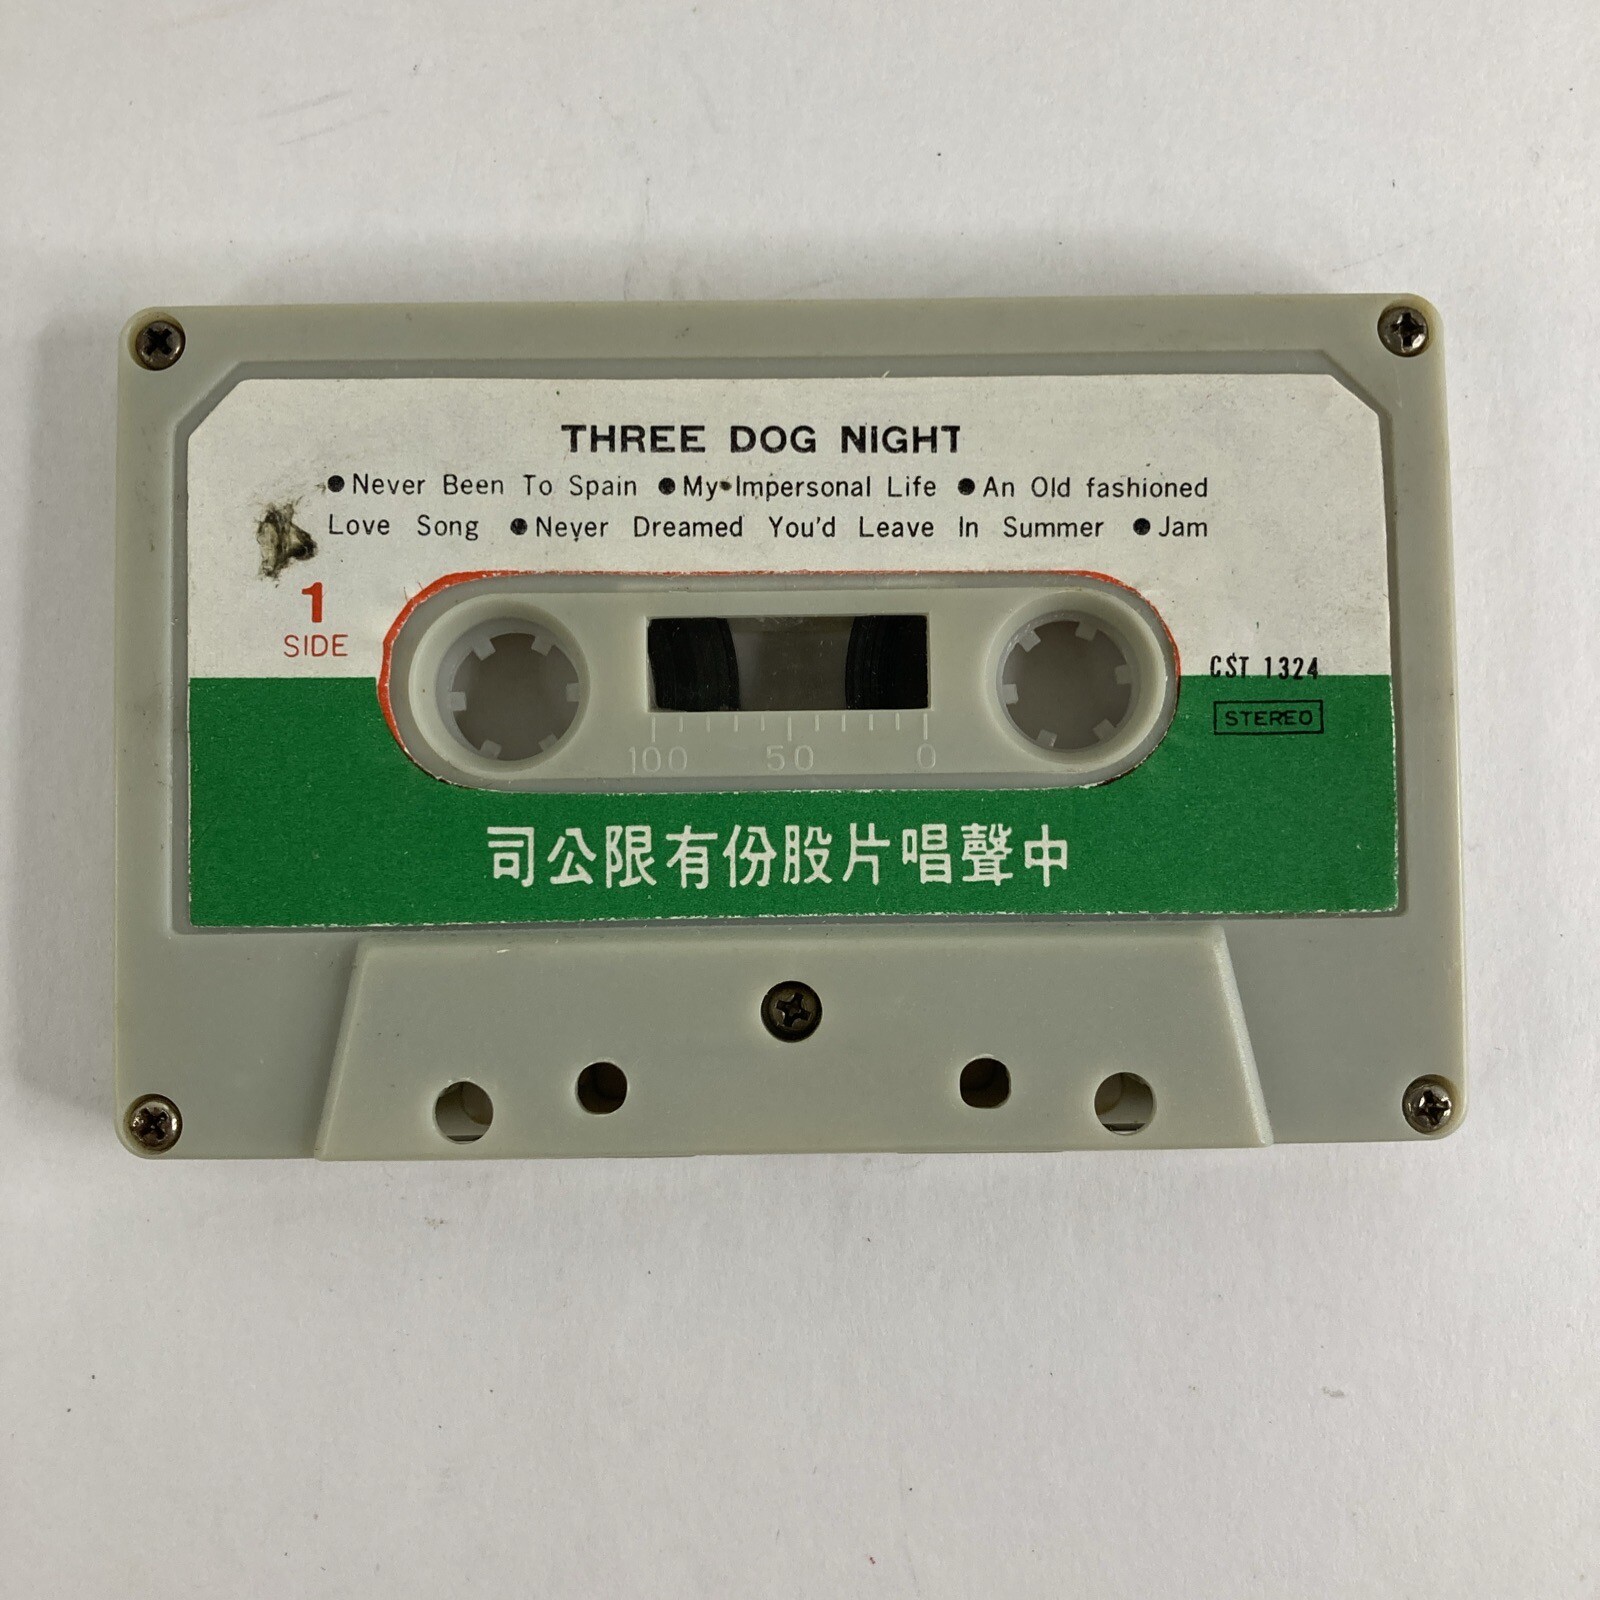 THREE DOG NIGHT
●Never Been To Spain ●My Impersonal Life ●An Old fashioned
Love Song ●Never Dreamed You'd Leave In Summer ●Jam
1
SIDE
CST 1324
STEREO
100 50 0
中聲唱片股份有限公司